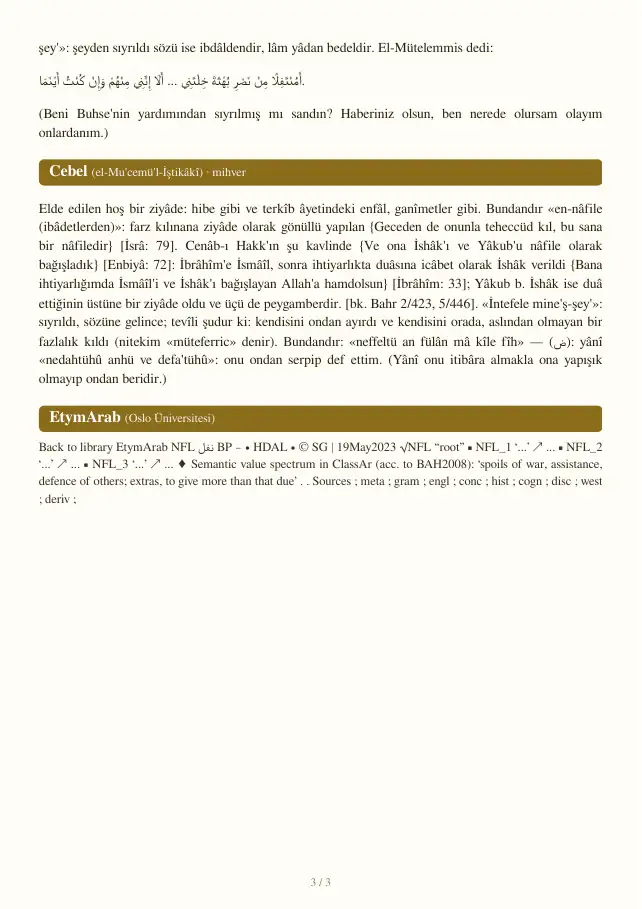 şey'»: şeyden sıyrıldı sözü ise ibdâldendir, lâm yâdan bedeldir. El-Mütelemmis dedi:
أَمُنْتَفِلًا مِنْ نَصْرِ بُهْثَةَ خِلْتَنِي ... أَلَا إِنَّنِي مِنْهُمْ وَإِنْ كُنْتُ أَيْنَمَا.
(Beni Buhse'nin yardımından sıyrılmış mı sandın? Haberiniz olsun, ben nerede olursam olayım
onlardanım.)
Cebel (el-Mu'cemü'l-İştikâkî) · mihver
Elde edilen hoş bir ziyâde: hibe gibi ve terkîb âyetindeki enfâl, ganîmetler gibi. Bundandır «en-nâfile
(ibâdetlerden)»: farz kılınana ziyâde olarak gönüllü yapılan {Geceden de onunla teheccüd kıl, bu sana
bir nâfiledir} [İsrâ: 79]. Cenâb-ı Hakk'ın şu kavlinde {Ve ona İshâk'ı ve Yâkub'u nâfile olarak
bağışladık} [Enbiyâ: 72]: İbrâhîm'e İsmâîl, sonra ihtiyarlıkta duâsına icâbet olarak İshâk verildi {Bana
ihtiyarlığımda İsmâîl'i ve İshâk'ı bağışlayan Allah'a hamdolsun} [İbrâhîm: 33]; Yâkub b. İshâk ise duâ
ettiğinin üstüne bir ziyâde oldu ve üçü de peygamberdir. [bk. Bahr 2/423, 5/446]. «İntefele mine'ş-şey'»:
sıyrıldı, sözüne gelince; tevîli şudur ki: kendisini ondan ayırdı ve kendisini orada, aslından olmayan bir
fazlalık kıldı (nitekim «müteferric» denir). Bundandır: «neffeltü an fülân mâ kîle fîh» — (ض): yânî
«nedahtühû anhü ve defa'tühû»: onu ondan serpip def ettim. (Yânî onu itibâra almakla ona yapışık
olmayıp ondan beridir.)
EtymArab (Oslo Üniversitesi)
Back to library EtymArab NFL نفل BP – • HDAL • © SG | 19May2023 √NFL “root” ▪ NFL_1 ‘...’ ↗ ... ▪ NFL_2
‘...’ ↗ ... ▪ NFL_3 ‘...’ ↗ ... ♦ Semantic value spectrum in ClassAr (acc. to BAH2008): ‘spoils of war, assistance,
defence of others; extras, to give more than that due’ . . Sources ; meta ; gram ; engl ; conc ; hist ; cogn ; disc ; west
; deriv ;
3 / 3